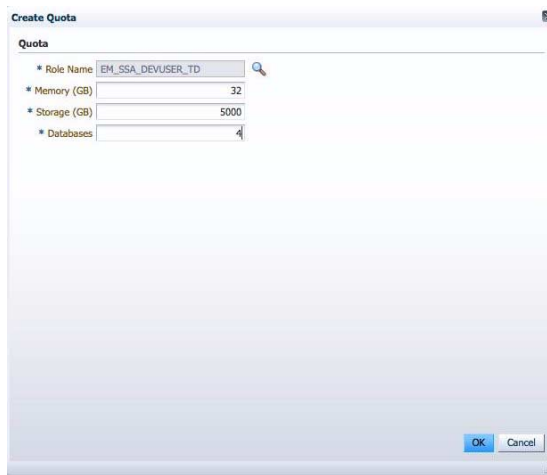 Create Quota
Quota
* Role Name EM_SSA_DEVUSER_TD
* Memory (GB) 32
* Storage (GB) 5000
* Databases 4
OK Cancel